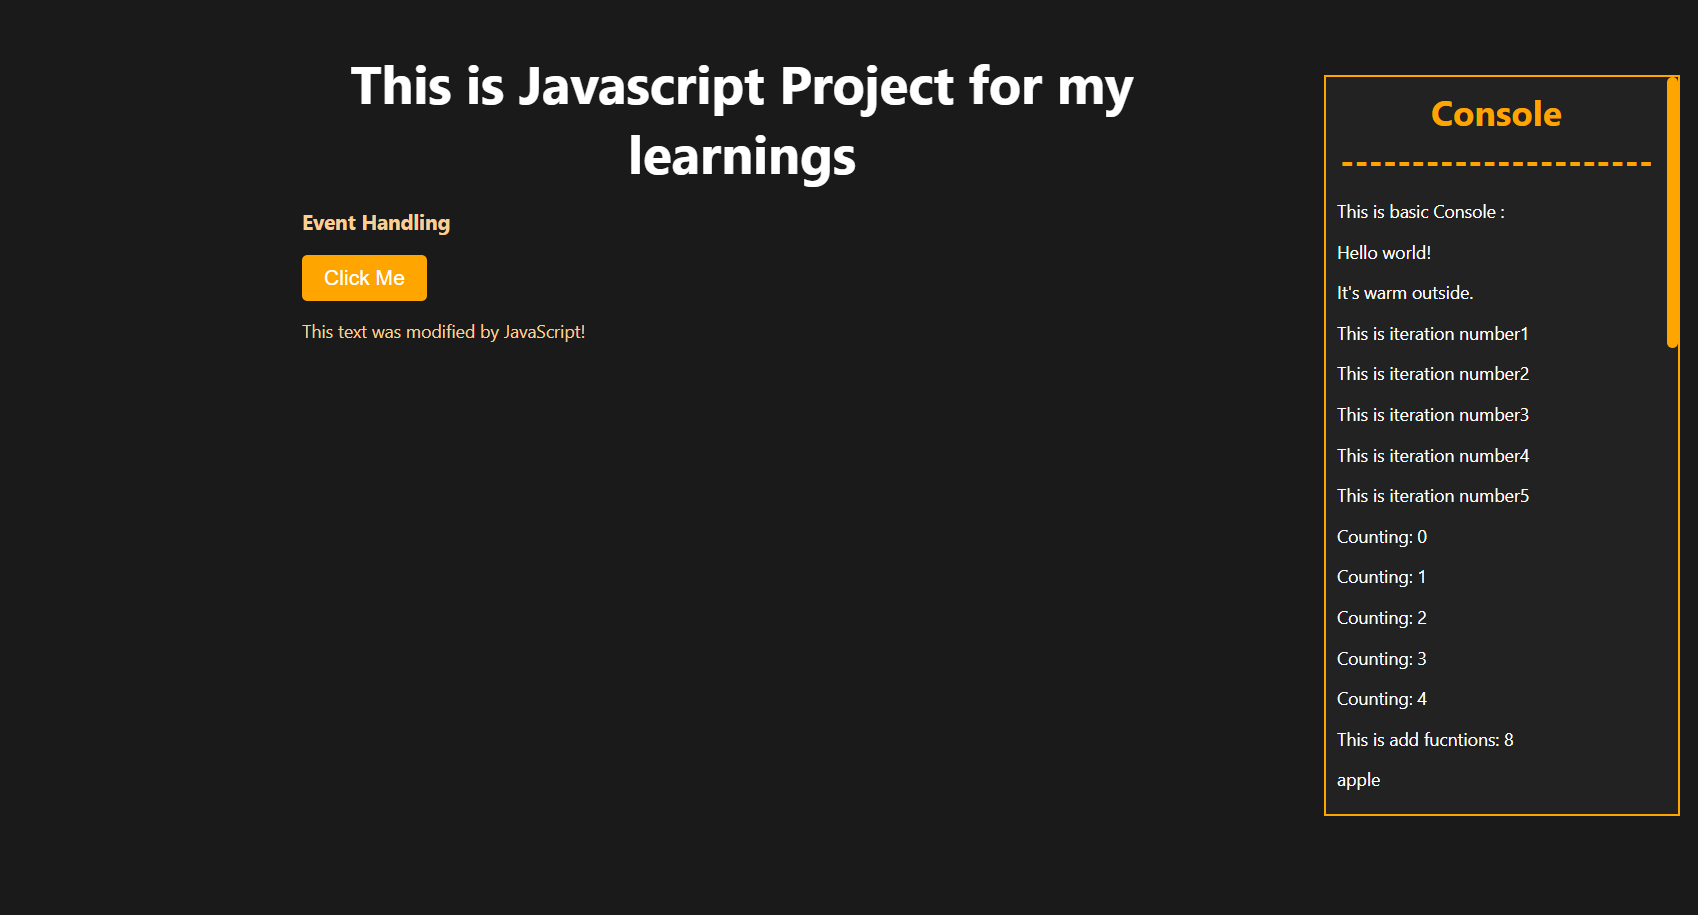 This is Javascript Project for my
learnings
Event Handling
Click Me
This text was modified by JavaScript!
Console
----------------------
This is basic Console :
Hello world!
It's warm outside.
This is iteration number1
This is iteration number2
This is iteration number3
This is iteration number4
This is iteration number5
Counting: 0
Counting: 1
Counting: 2
Counting: 3
Counting: 4
This is add fucntions: 8
apple